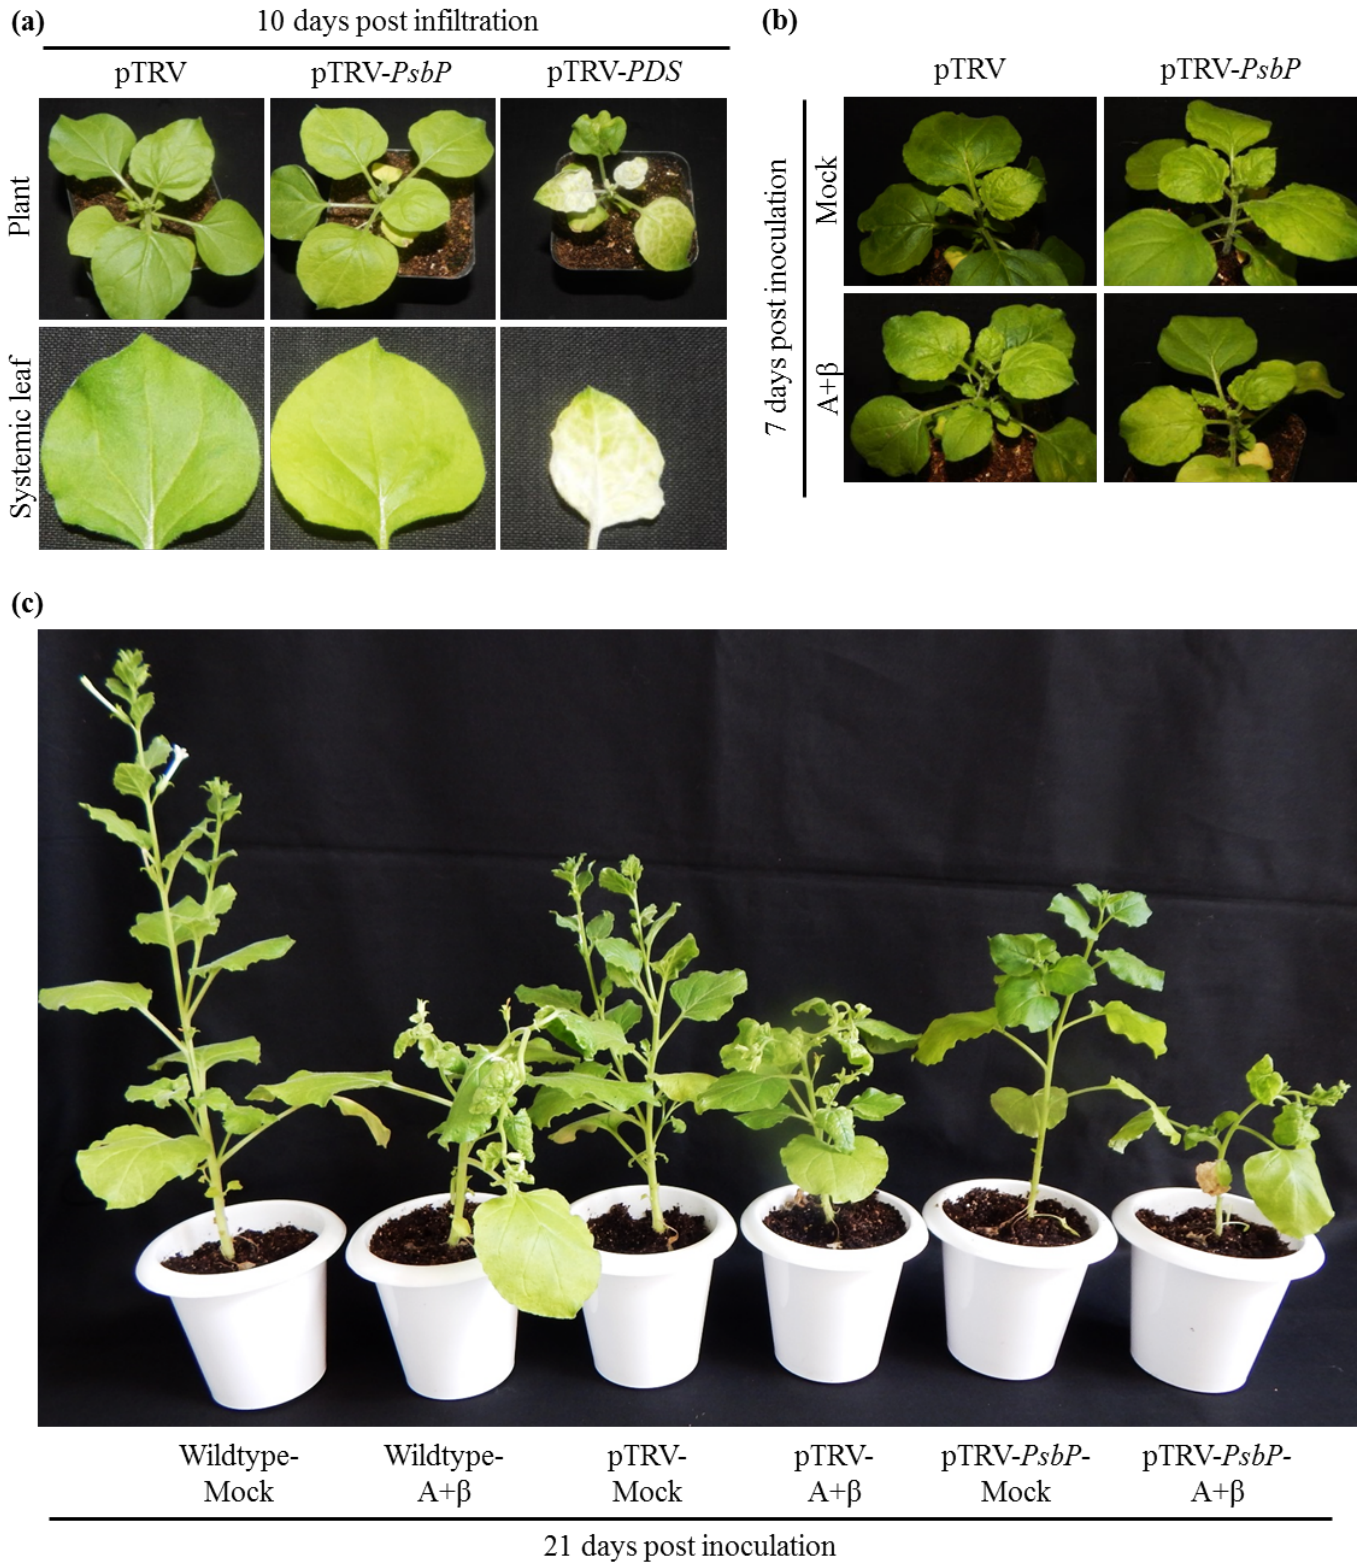 (a)
10 days post infiltration
pTRV
pTRV-PsbP
pTRV-PDS
Plant
Systemic leaf
(b)
pTRV
pTRV-PsbP
7 days post inoculation
Mock
A+β
(c)
Wildtype-
Mock
Wildtype-
A+β
pTRV-
Mock
pTRV-
A+β
pTRV-PsbP-
Mock
pTRV-PsbP-
A+β
21 days post inoculation